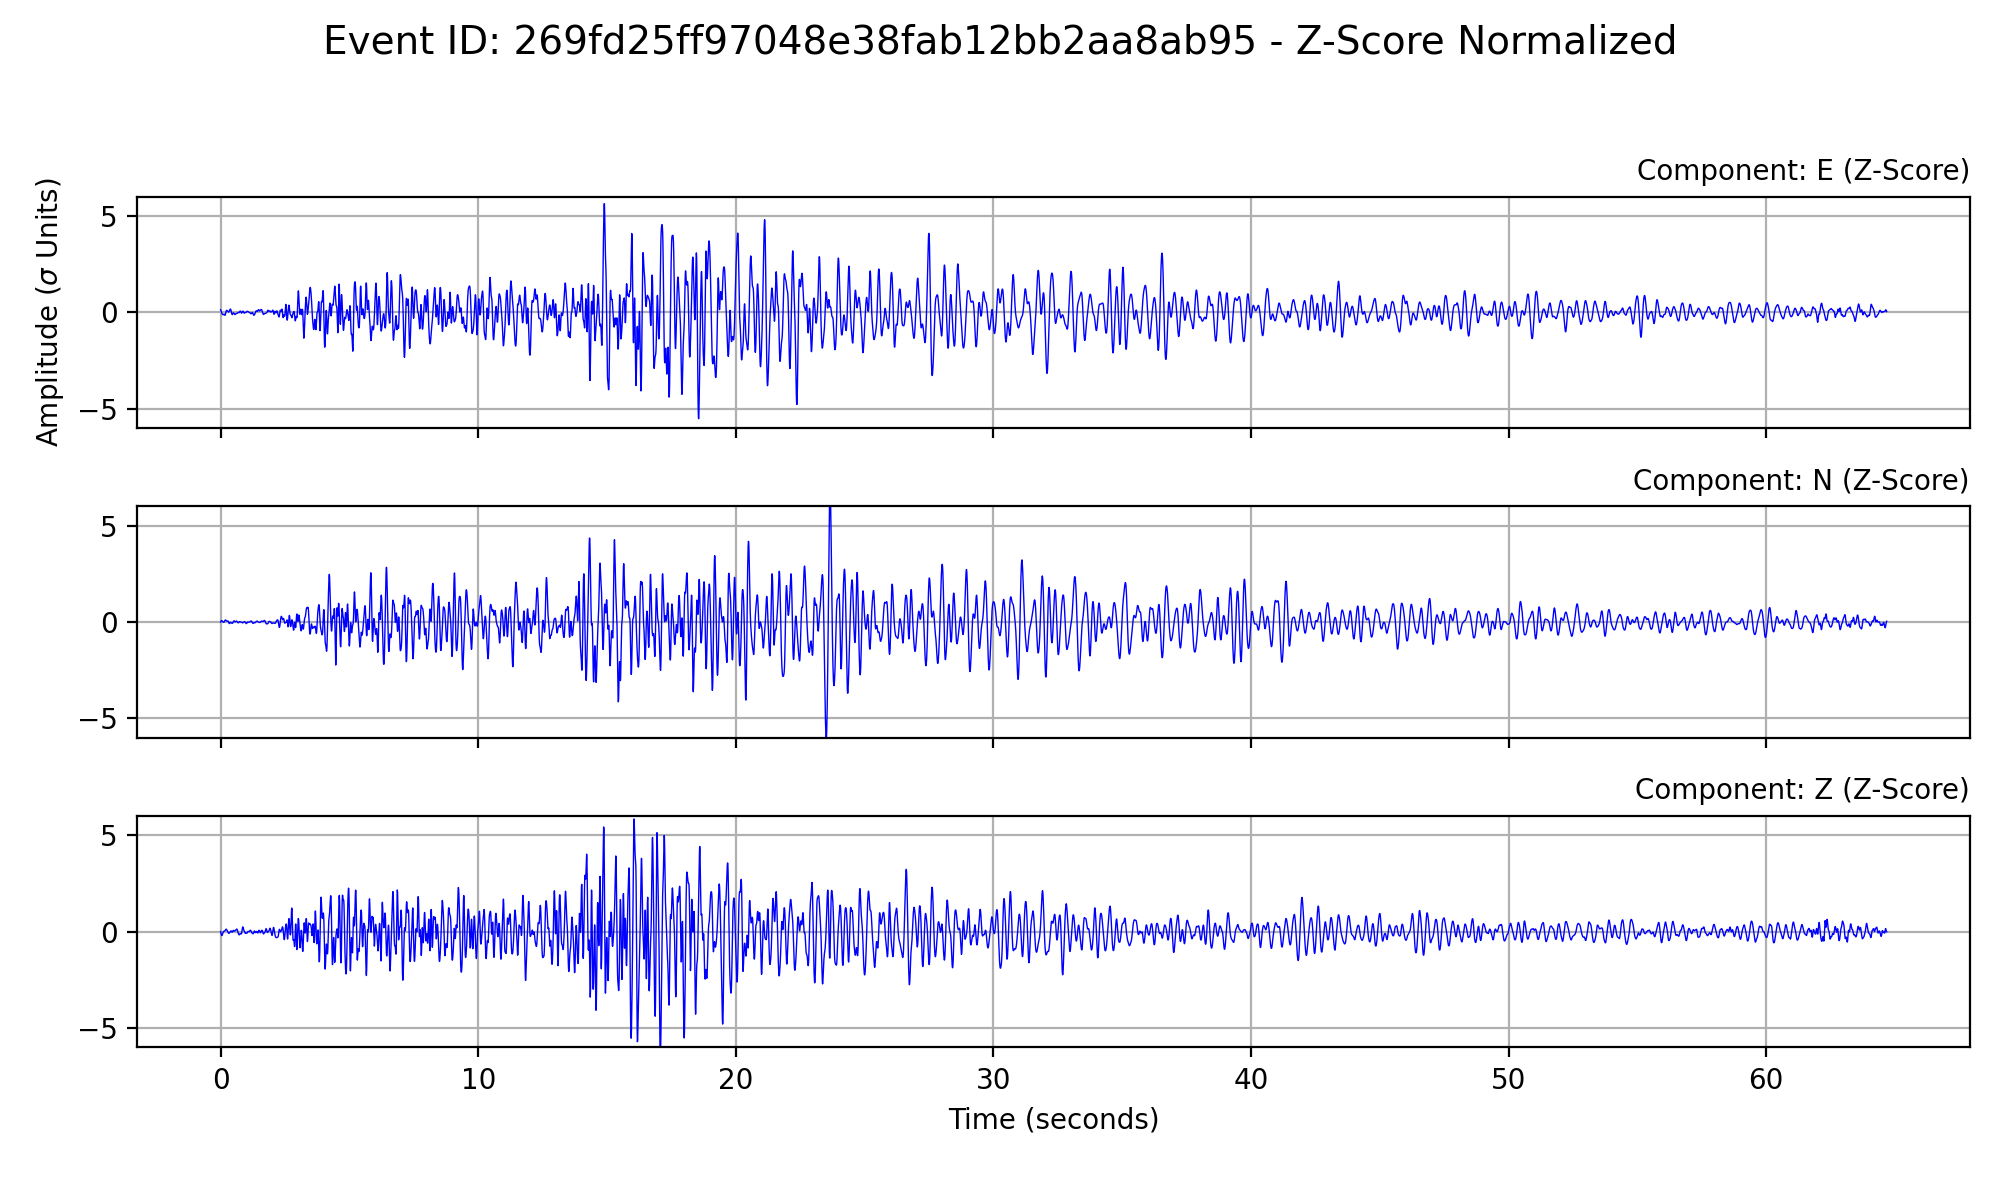 Event ID: 269fd25ff97048e38fab12bb2aa8ab95 - Z-Score Normalized
Component: E (Z-Score)
Amplitude (σ Units)
5
0
−5
Component: N (Z-Score)
5
0
−5
Component: Z (Z-Score)
5
0
−5
0 10 20 30 40 50 60
Time (seconds)